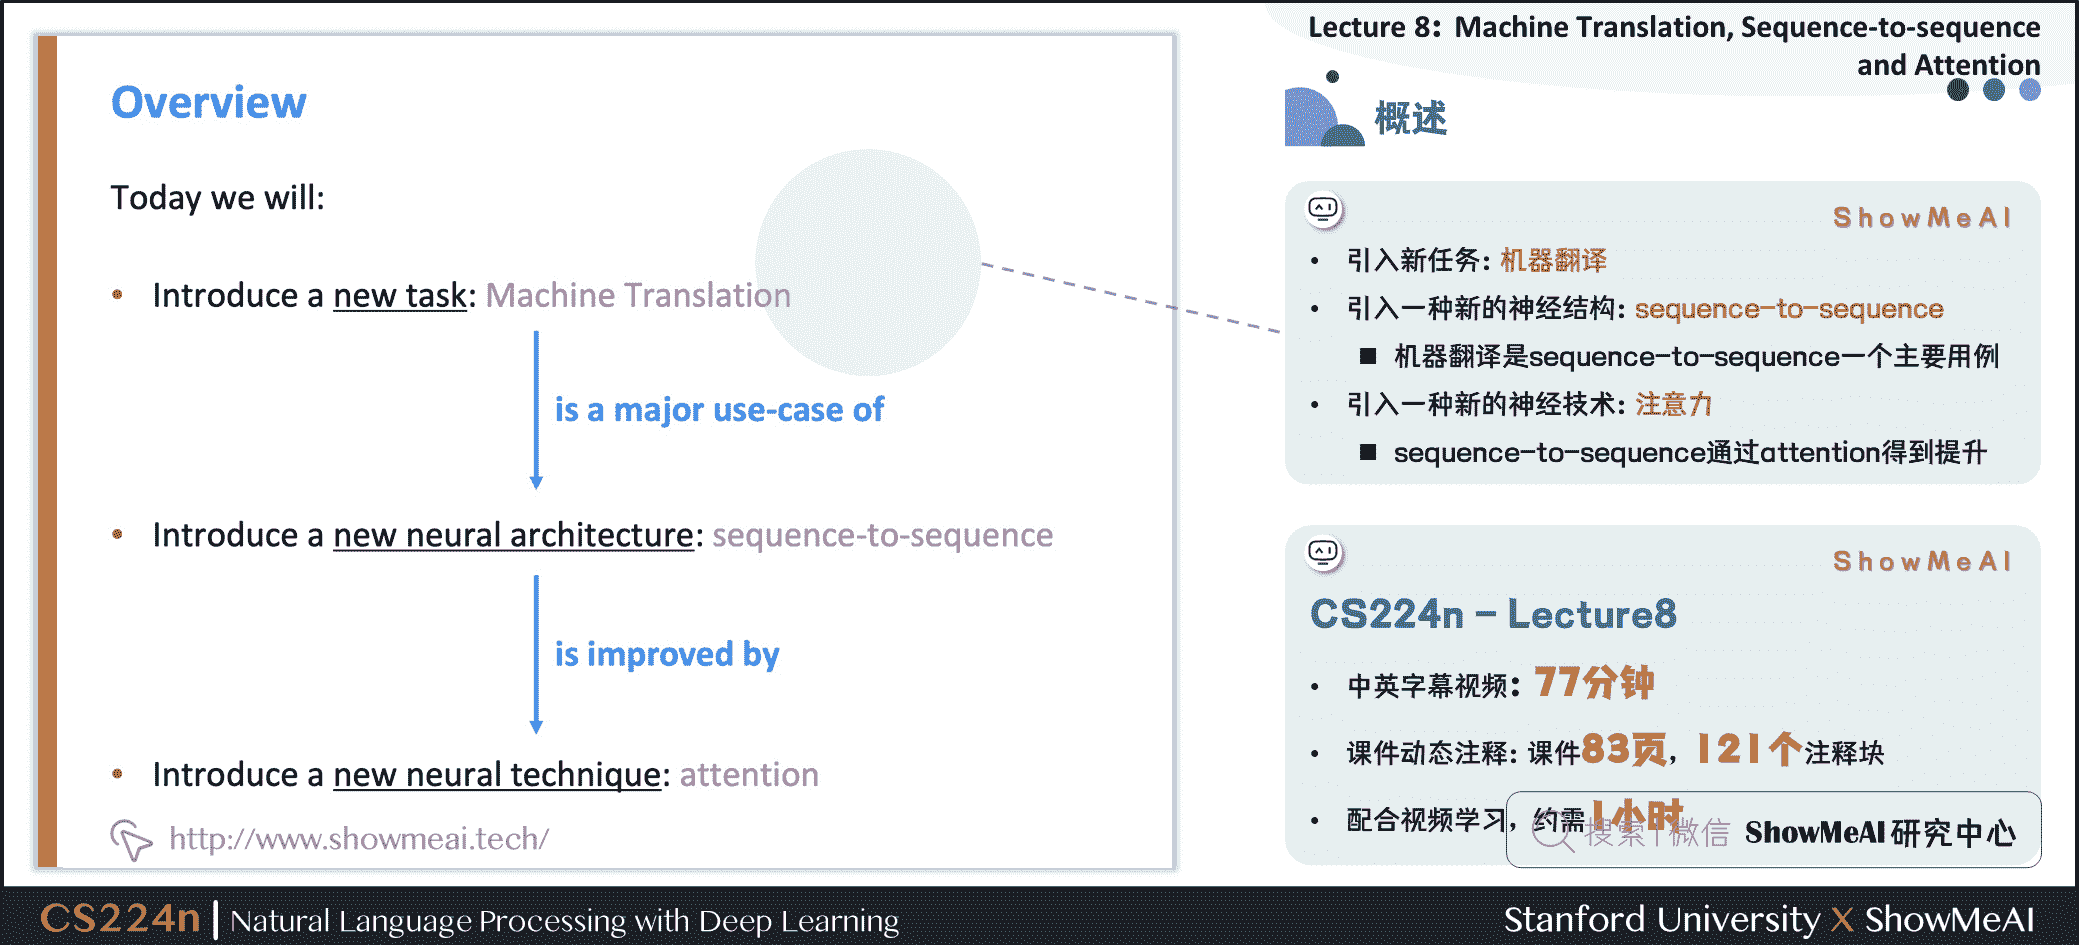 Lecture 8: Machine Translation, Sequence-to-sequence
and Attention
Overview
Today we will:
• Introduce a new task: Machine Translation
is a major use-case of
• Introduce a new neural architecture: sequence-to-sequence
is improved by
• Introduce a new neural technique: attention
http://www.showmeai.tech/
概述
ShowMeAI
• 引入新任务: 机器翻译
• 引入一种新的神经结构: sequence-to-sequence
■ 机器翻译是sequence-to-sequence一个主要用例
• 引入一种新的神经技术: 注意力
■ sequence-to-sequence通过attention得到提升
ShowMeAI
CS224n - Lecture8
• 中英字幕视频: 77分钟
• 课件动态注释: 课件83页, 121个注释块
• 配合视频学习, 约需1小时
搜索 | 微信 ShowMeAI 研究中心
CS224n | Natural Language Processing with Deep Learning
Stanford University X ShowMeAI